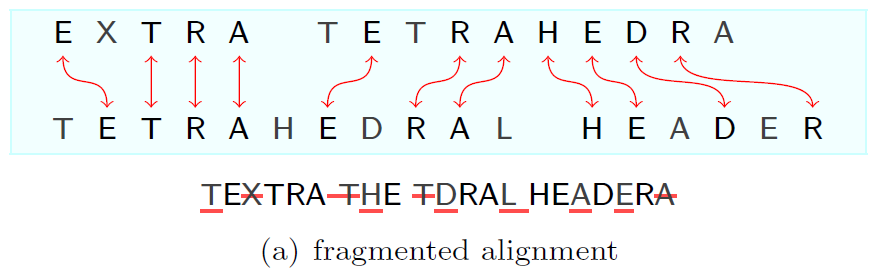 E X T R A T E T R A H E D R A
T E T R A H E D R A L H E A D E R
TEXTRA THE TDRAL HEADERA
(a) fragmented alignment